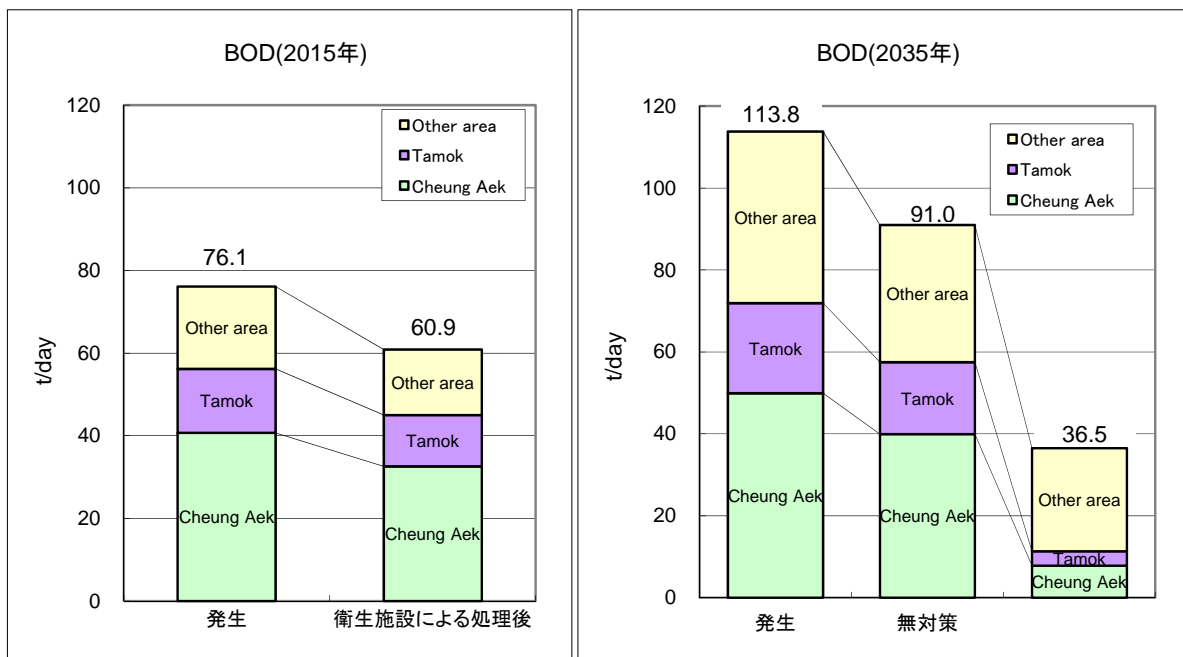 BOD(2015年)
t/day
120
100
80
60
40
20
0
Other area
Tamok
Cheung Aek
76.1
Other area
Tamok
Cheung Aek
60.9
Other area
Tamok
Cheung Aek
発生
衛生施設による処理後
BOD(2035年)
t/day
120
100
80
60
40
20
0
Other area
Tamok
Cheung Aek
113.8
Other area
Tamok
Cheung Aek
91.0
Other area
Tamok
Cheung Aek
36.5
Other area
Tamok
Cheung Aek
発生
無対策